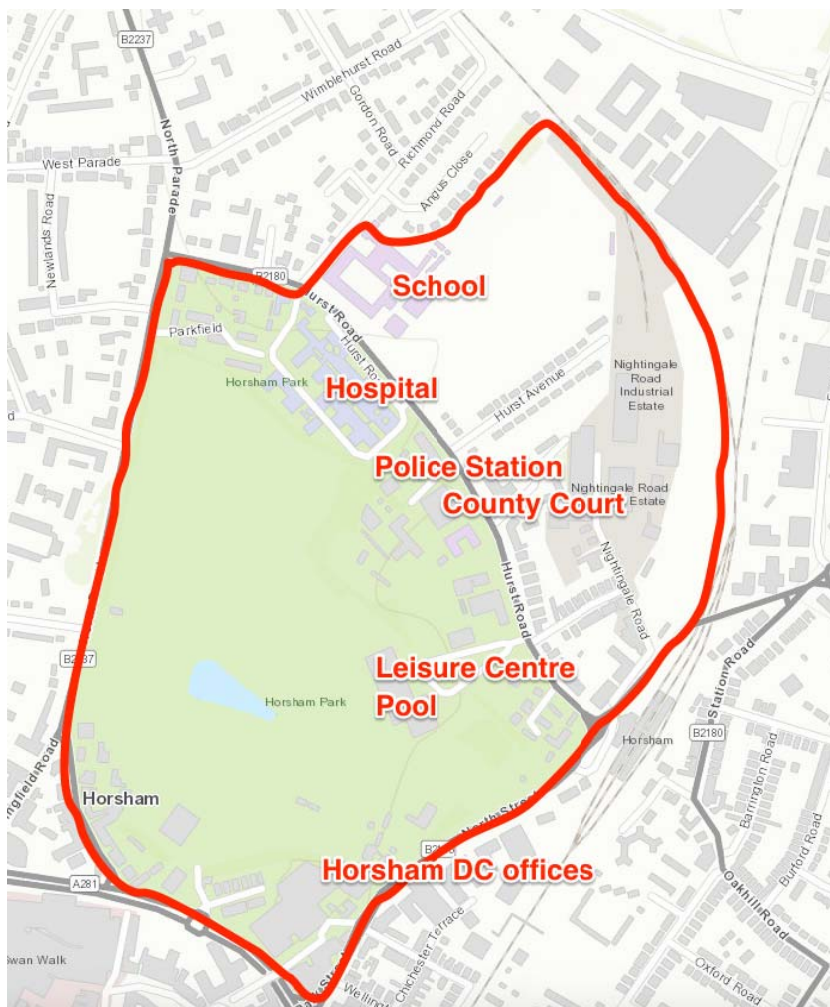 B2237
Wimblehurst Road
Gordon Road
Richmond Road
North Parade
West Parade
Angus Close
Newlands Road
B2180
School
Hurst Road
Parkfield
Hurst Road
Nightingale
Road
Industrial
Estate
Horsham Park
Hospital
Hurst Avenue
Police Station
County Court
Nightingale Road
Estate
Nightingale Road
Hurst Road
Leisure Centre
Pool
Station Road
Horsham Park
B2180
Horsham
Barrington Road
Horsham
North Street
Burford Road
Horsham DC offices
A281
Oakhill Road
Chichester Terrace
Swan Walk
Oxford Road